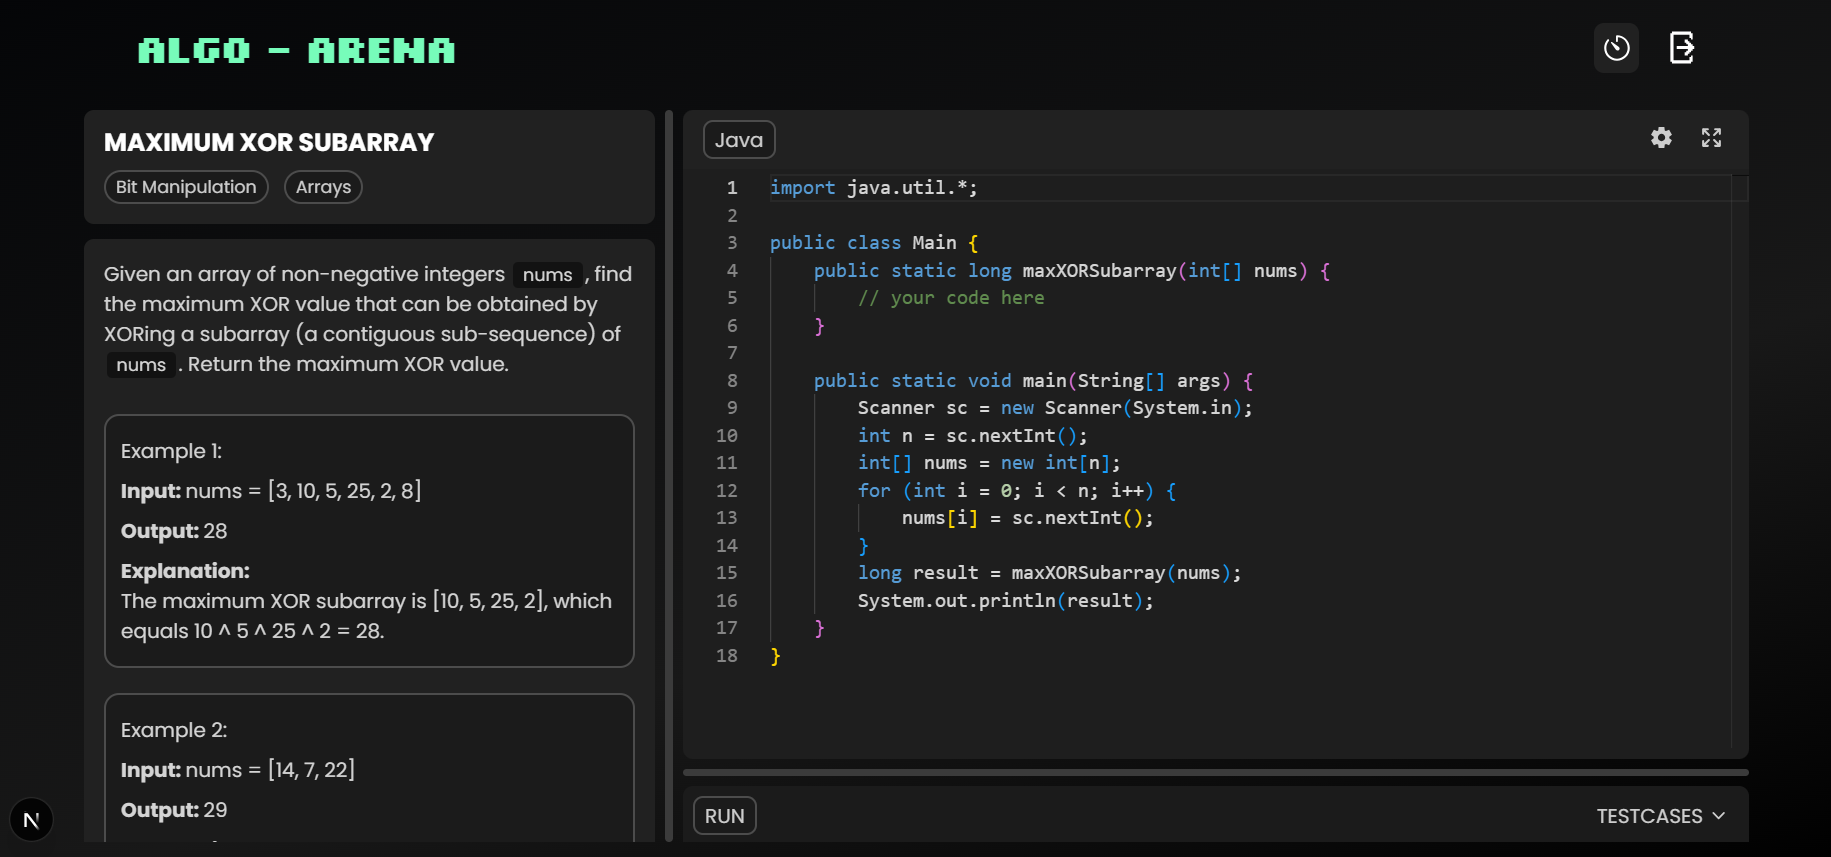 ALGO - ARENA
MAXIMUM XOR SUBARRAY
Bit Manipulation
Arrays
Given an array of non-negative integers nums, find
the maximum XOR value that can be obtained by
XORing a subarray (a contiguous sub-sequence) of
nums. Return the maximum XOR value.
Example 1:
Input: nums = [3, 10, 5, 25, 2, 8]
Output: 28
Explanation:
The maximum XOR subarray is [10, 5, 25, 2], which
equals 10 ^ 5 ^ 25 ^ 2 = 28.
Example 2:
Input: nums = [14, 7, 22]
Output: 29
N
Java
1 import java.util.*;
2
3 public class Main {
4     public static long maxXORSubarray(int[] nums) {
5         // your code here
6     }
7
8     public static void main(String[] args) {
9         Scanner sc = new Scanner(System.in);
10         int n = sc.nextInt();
11         int[] nums = new int[n];
12         for (int i = 0; i < n; i++) {
13             nums[i] = sc.nextInt();
14         }
15         long result = maxXORSubarray(nums);
16         System.out.println(result);
17     }
18 }
RUN
TESTCASES